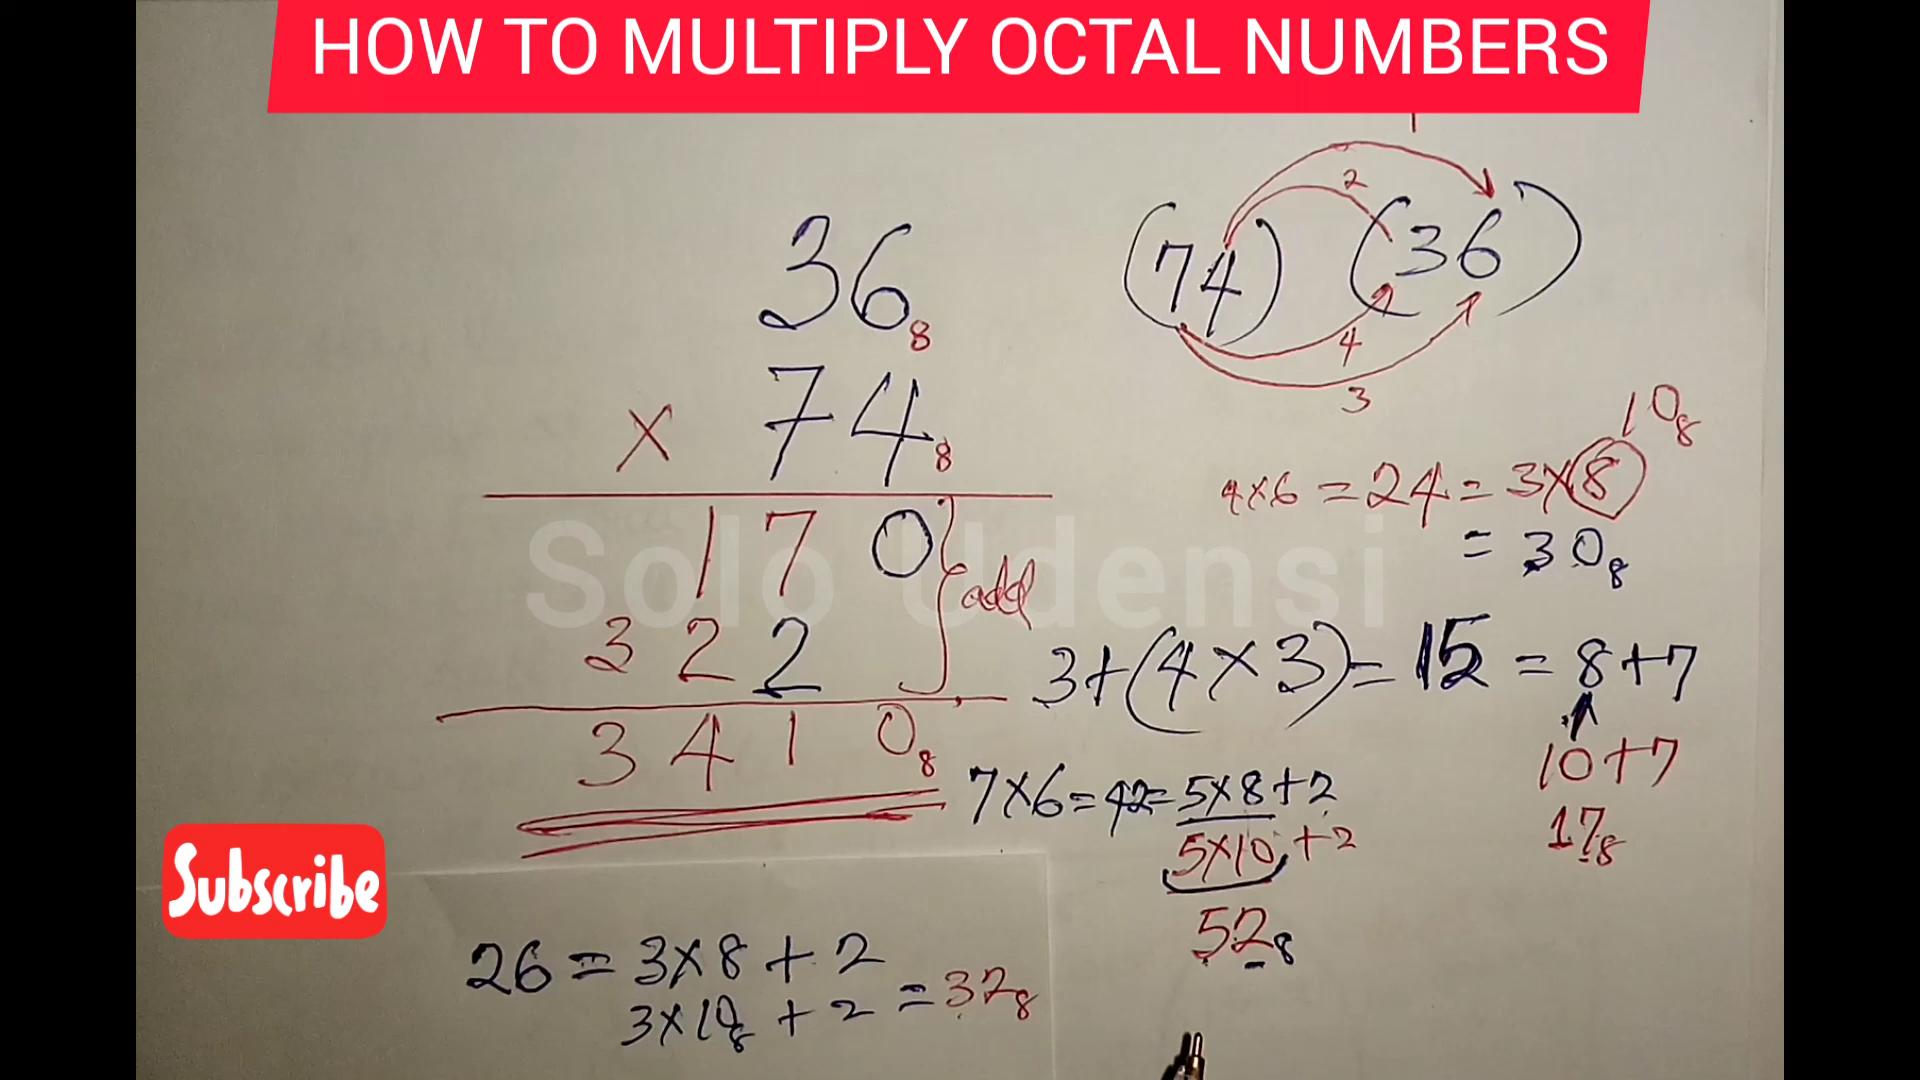 HOW TO MULTIPLY OCTAL NUMBERS
1
2
(74) (36)
4
3
36₈
× 74₈
170
322
} add
3410₈
10₈
4×6 = 24 = 3×8
= 30₈
3+(4×3) = 15 = 8+7
10+7
17₈
7×6=42=5×8+2
5×10+2
52₈
Solo Udensi
Subscribe
26 = 3×8+2
3×10₈+2 = 32₈